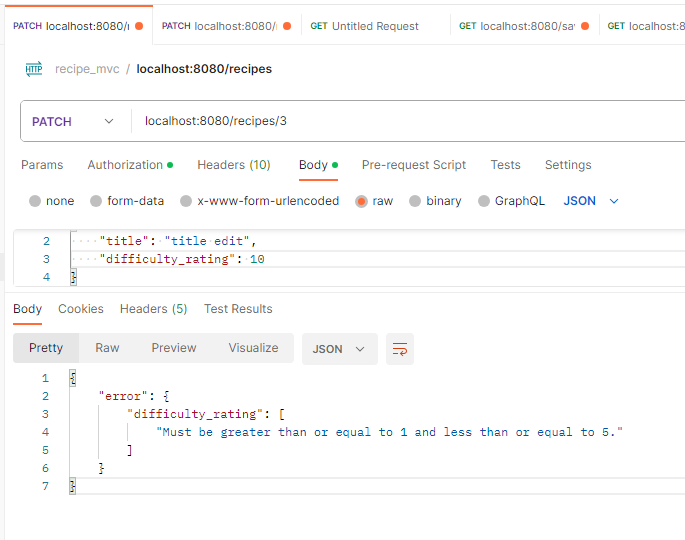 PATCH localhost:8080/r PATCH localhost:8080/ GET Untitled Request GET localhost:8080/sa GET localhost:8
HTTP recipe_mvc / localhost:8080/recipes
PATCH localhost:8080/recipes/3
Params Authorization Headers (10) Body Pre-request Script Tests Settings
none form-data x-www-form-urlencoded raw binary GraphQL JSON
2 "title": "title edit",
3 "difficulty_rating": 10
4 }
Body Cookies Headers (5) Test Results
Pretty Raw Preview Visualize JSON
1 {
2 "error": {
3 "difficulty_rating": [
4 "Must be greater than or equal to 1 and less than or equal to 5."
5 ]
6 }
7 }